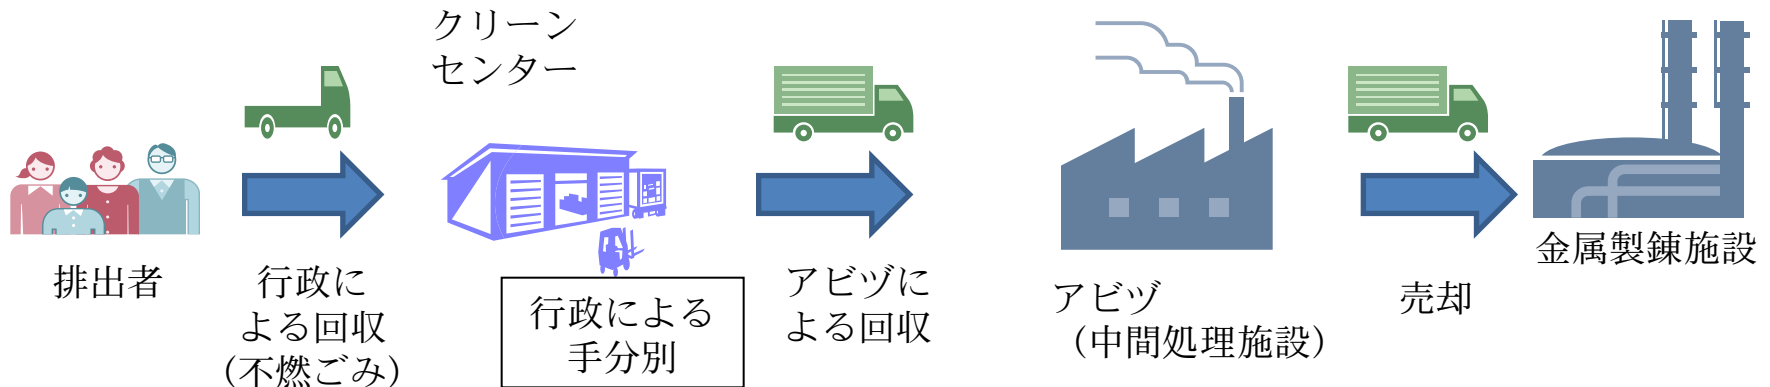 クリーン
センター
排出者
行政に
よる回収
(不燃ごみ)
行政による
手分別
アビヅに
よる回収
アビヅ
（中間処理施設）
売却
金属製錬施設